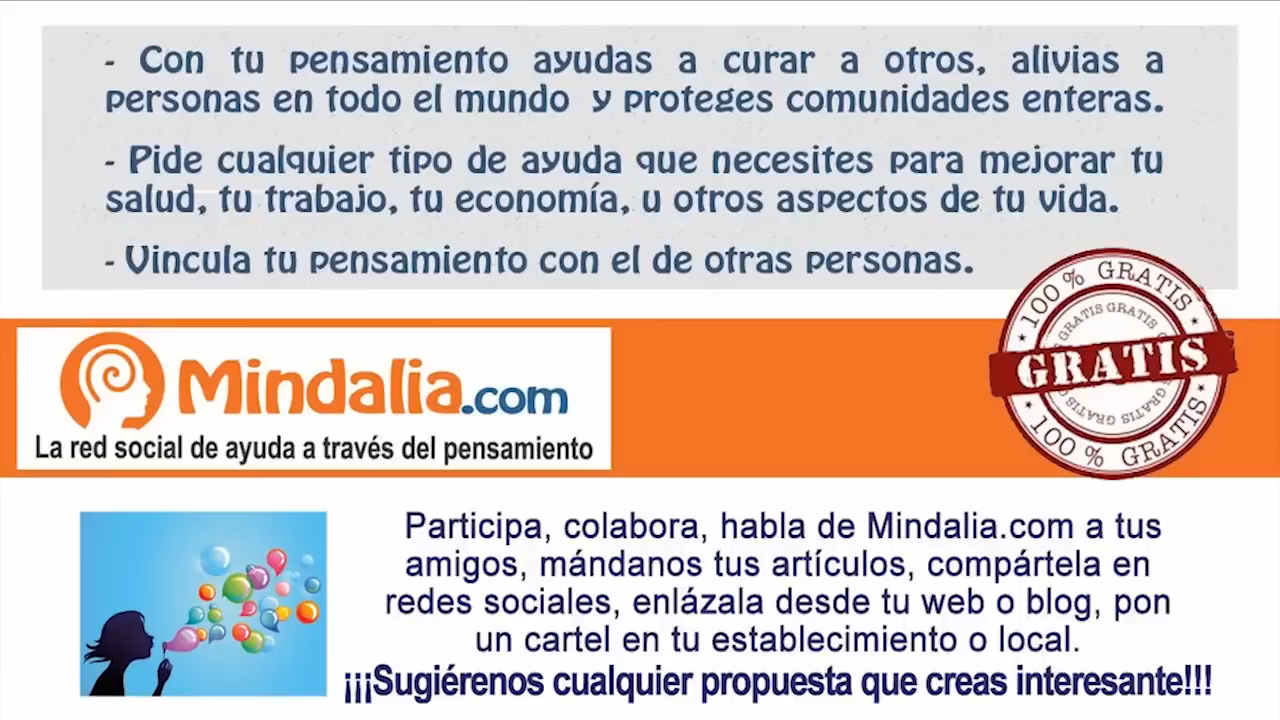 - Con tu pensamiento ayudas a curar a otros, alivias a
personas en todo el mundo y proteges comunidades enteras.
- Pide cualquier tipo de ayuda que necesites para mejorar tu
salud, tu trabajo, tu economía, u otros aspectos de tu vida.
- Vincula tu pensamiento con el de otras personas.
100 % GRATIS
GRATIS GRATIS GRATIS
GRATIS
GRATIS GRATIS GRATIS
100 % GRATIS
Mindalia.com
La red social de ayuda a través del pensamiento
Participa, colabora, habla de Mindalia.com a tus
amigos, mándanos tus artículos, compártela en
redes sociales, enlázala desde tu web o blog, pon
un cartel en tu establecimiento o local.
¡¡¡Sugiérenos cualquier propuesta que creas interesante!!!